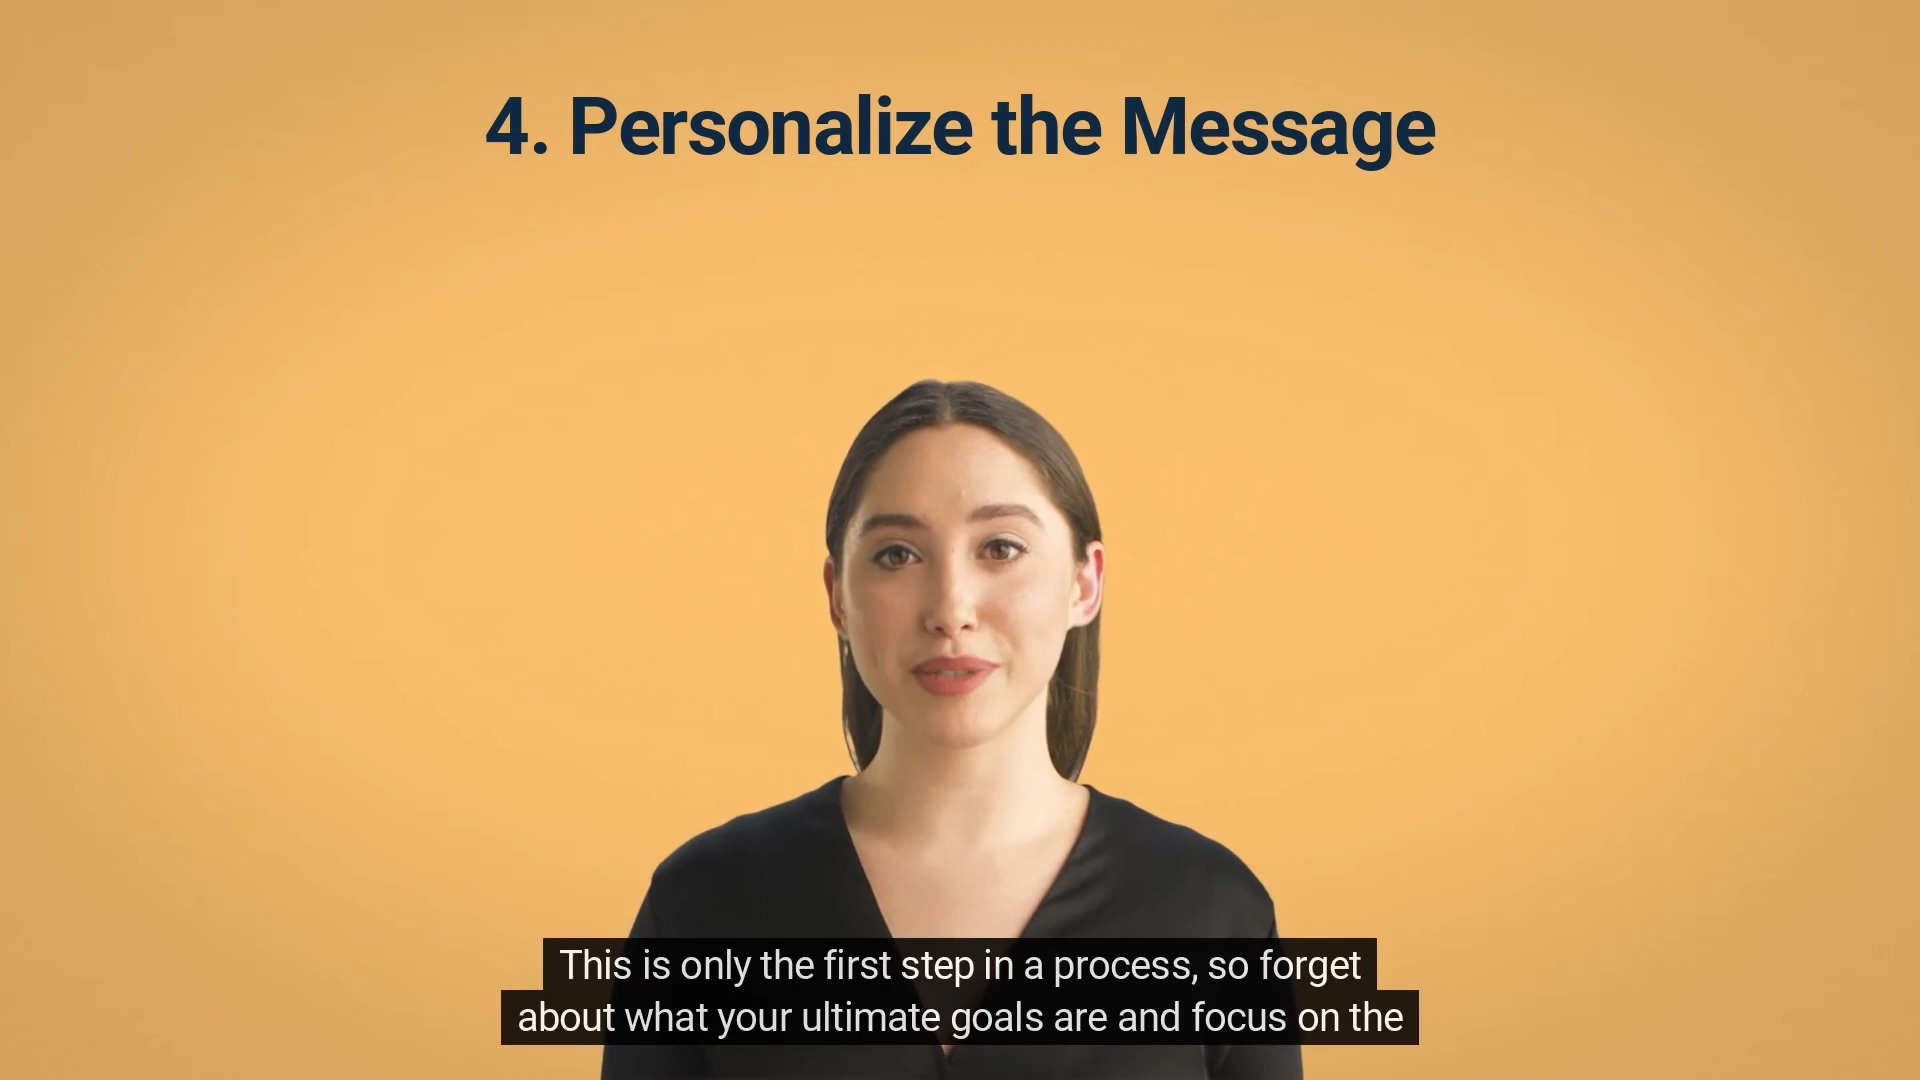 4. Personalize the Message
This is only the first step in a process, so forget
about what your ultimate goals are and focus on the